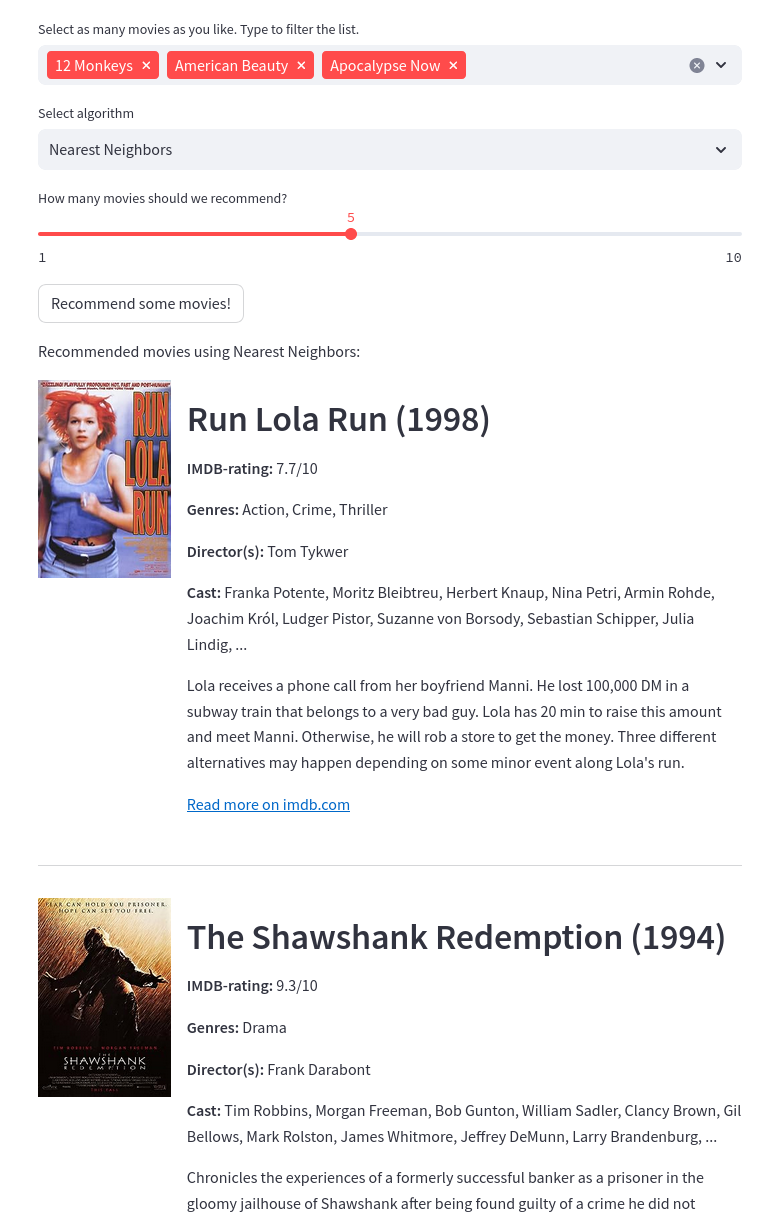 Select as many movies as you like. Type to filter the list.
12 Monkeys × American Beauty × Apocalypse Now ×
Select algorithm
Nearest Neighbors
How many movies should we recommend?
5
1 10
Recommend some movies!
Recommended movies using Nearest Neighbors:
RUN
LOLA
RUN
Run Lola Run (1998)
IMDB-rating: 7.7/10
Genres: Action, Crime, Thriller
Director(s): Tom Tykwer
Cast: Franka Potente, Moritz Bleibtreu, Herbert Knaup, Nina Petri, Armin Rohde,
Joachim Król, Ludger Pistor, Suzanne von Borsody, Sebastian Schipper, Julia
Lindig, ...
Lola receives a phone call from her boyfriend Manni. He lost 100,000 DM in a
subway train that belongs to a very bad guy. Lola has 20 min to raise this amount
and meet Manni. Otherwise, he will rob a store to get the money. Three different
alternatives may happen depending on some minor event along Lola's run.
Read more on imdb.com
FEAR CAN HOLD YOU PRISONER.
HOPE CAN SET YOU FREE.
TIM ROBBINS MORGAN FREEMAN
THE
SHAWSHANK
REDEMPTION
The Shawshank Redemption (1994)
IMDB-rating: 9.3/10
Genres: Drama
Director(s): Frank Darabont
Cast: Tim Robbins, Morgan Freeman, Bob Gunton, William Sadler, Clancy Brown, Gil
Bellows, Mark Rolston, James Whitmore, Jeffrey DeMunn, Larry Brandenburg, ...
Chronicles the experiences of a formerly successful banker as a prisoner in the
gloomy jailhouse of Shawshank after being found guilty of a crime he did not